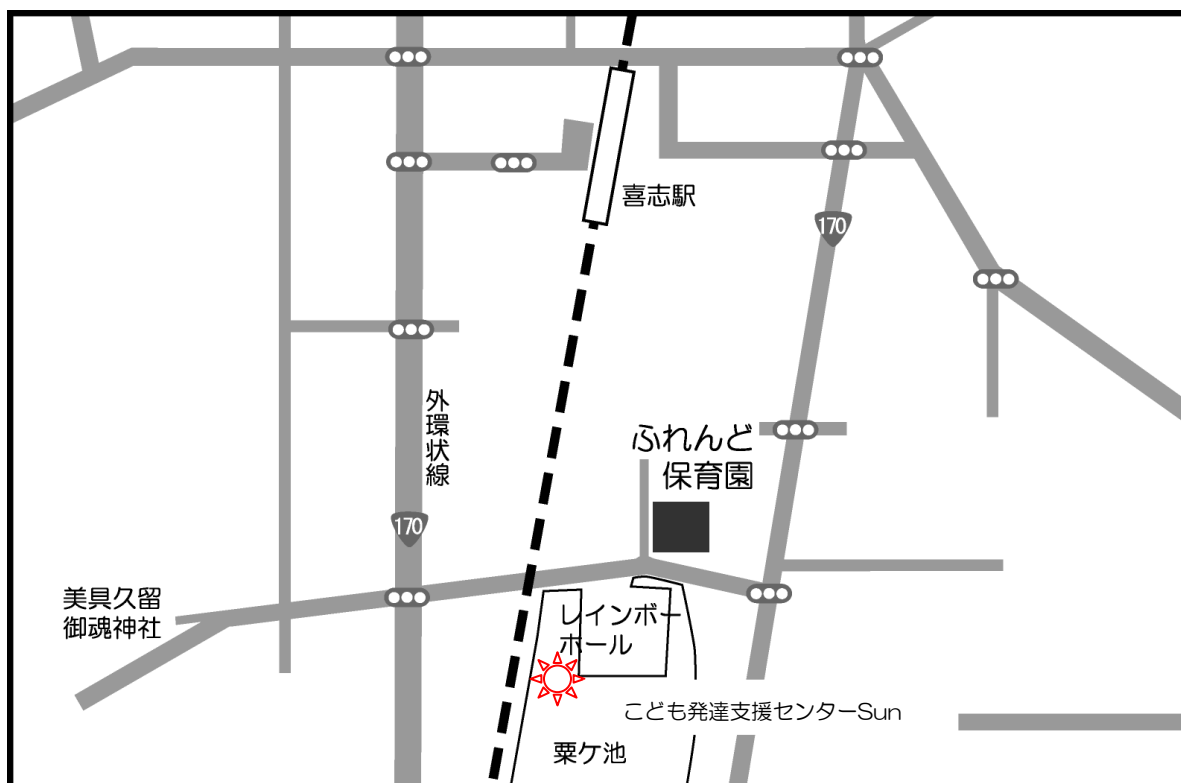 喜志駅
170
外環状線
ふれんど
保育園
170
美具久留
御魂神社
レインボー
ホール
こども発達支援センターSun
粟ケ池